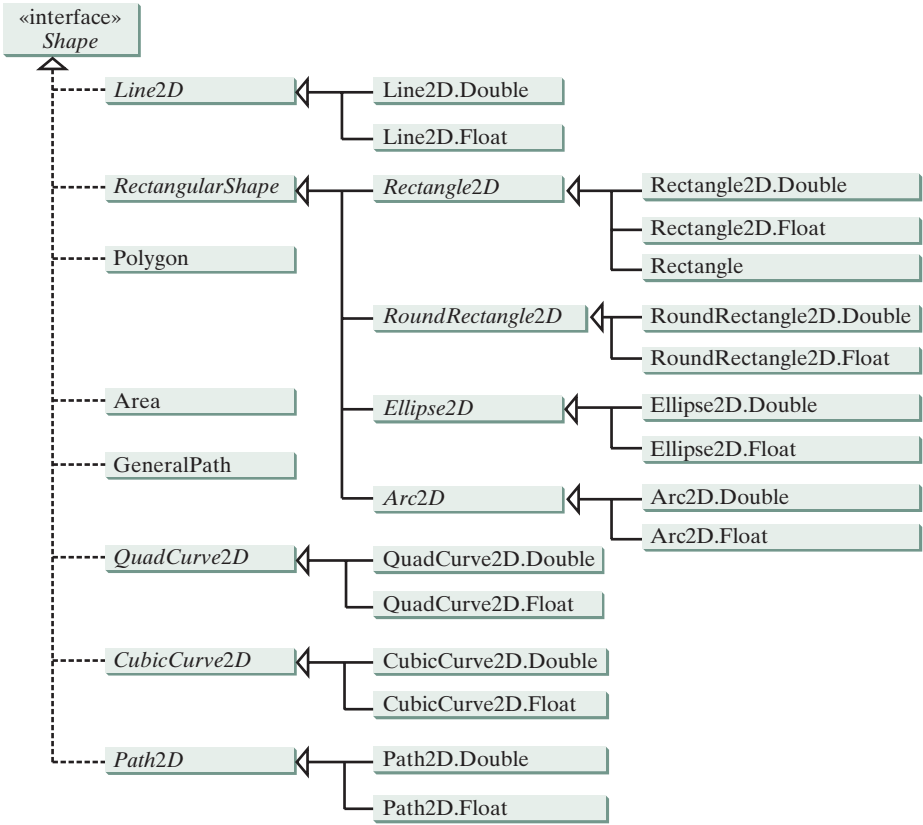 «interface»
Shape
Line2D
Line2D.Double
Line2D.Float
RectangularShape
Rectangle2D
Rectangle2D.Double
Rectangle2D.Float
Rectangle
Polygon
RoundRectangle2D
RoundRectangle2D.Double
RoundRectangle2D.Float
Area
Ellipse2D
Ellipse2D.Double
Ellipse2D.Float
GeneralPath
Arc2D
Arc2D.Double
Arc2D.Float
QuadCurve2D
QuadCurve2D.Double
QuadCurve2D.Float
CubicCurve2D
CubicCurve2D.Double
CubicCurve2D.Float
Path2D
Path2D.Double
Path2D.Float